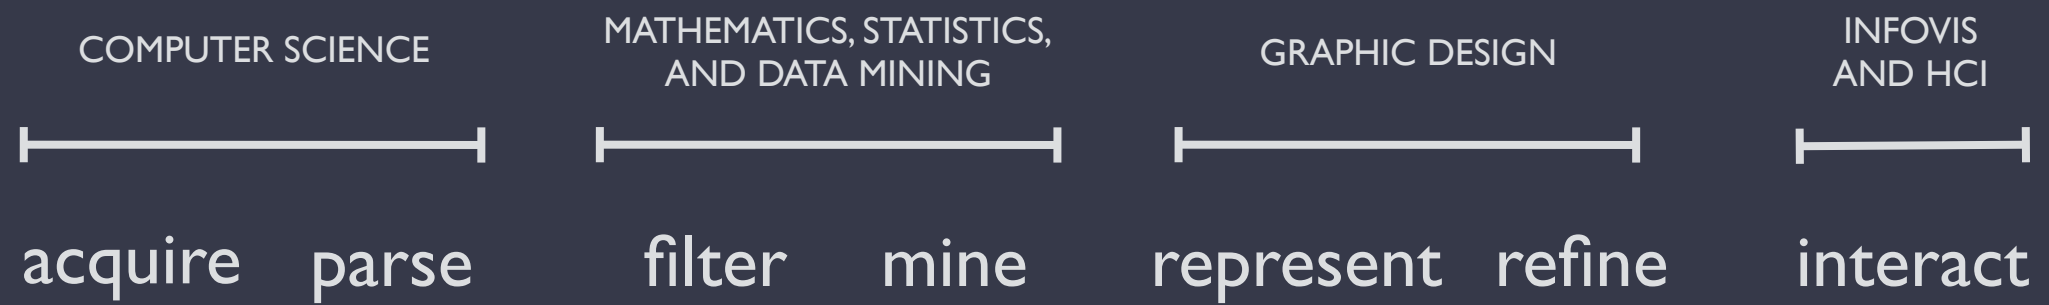 COMPUTER SCIENCE
MATHEMATICS, STATISTICS,
AND DATA MINING
GRAPHIC DESIGN
INFOVIS
AND HCI
acquire parse filter mine represent refine interact